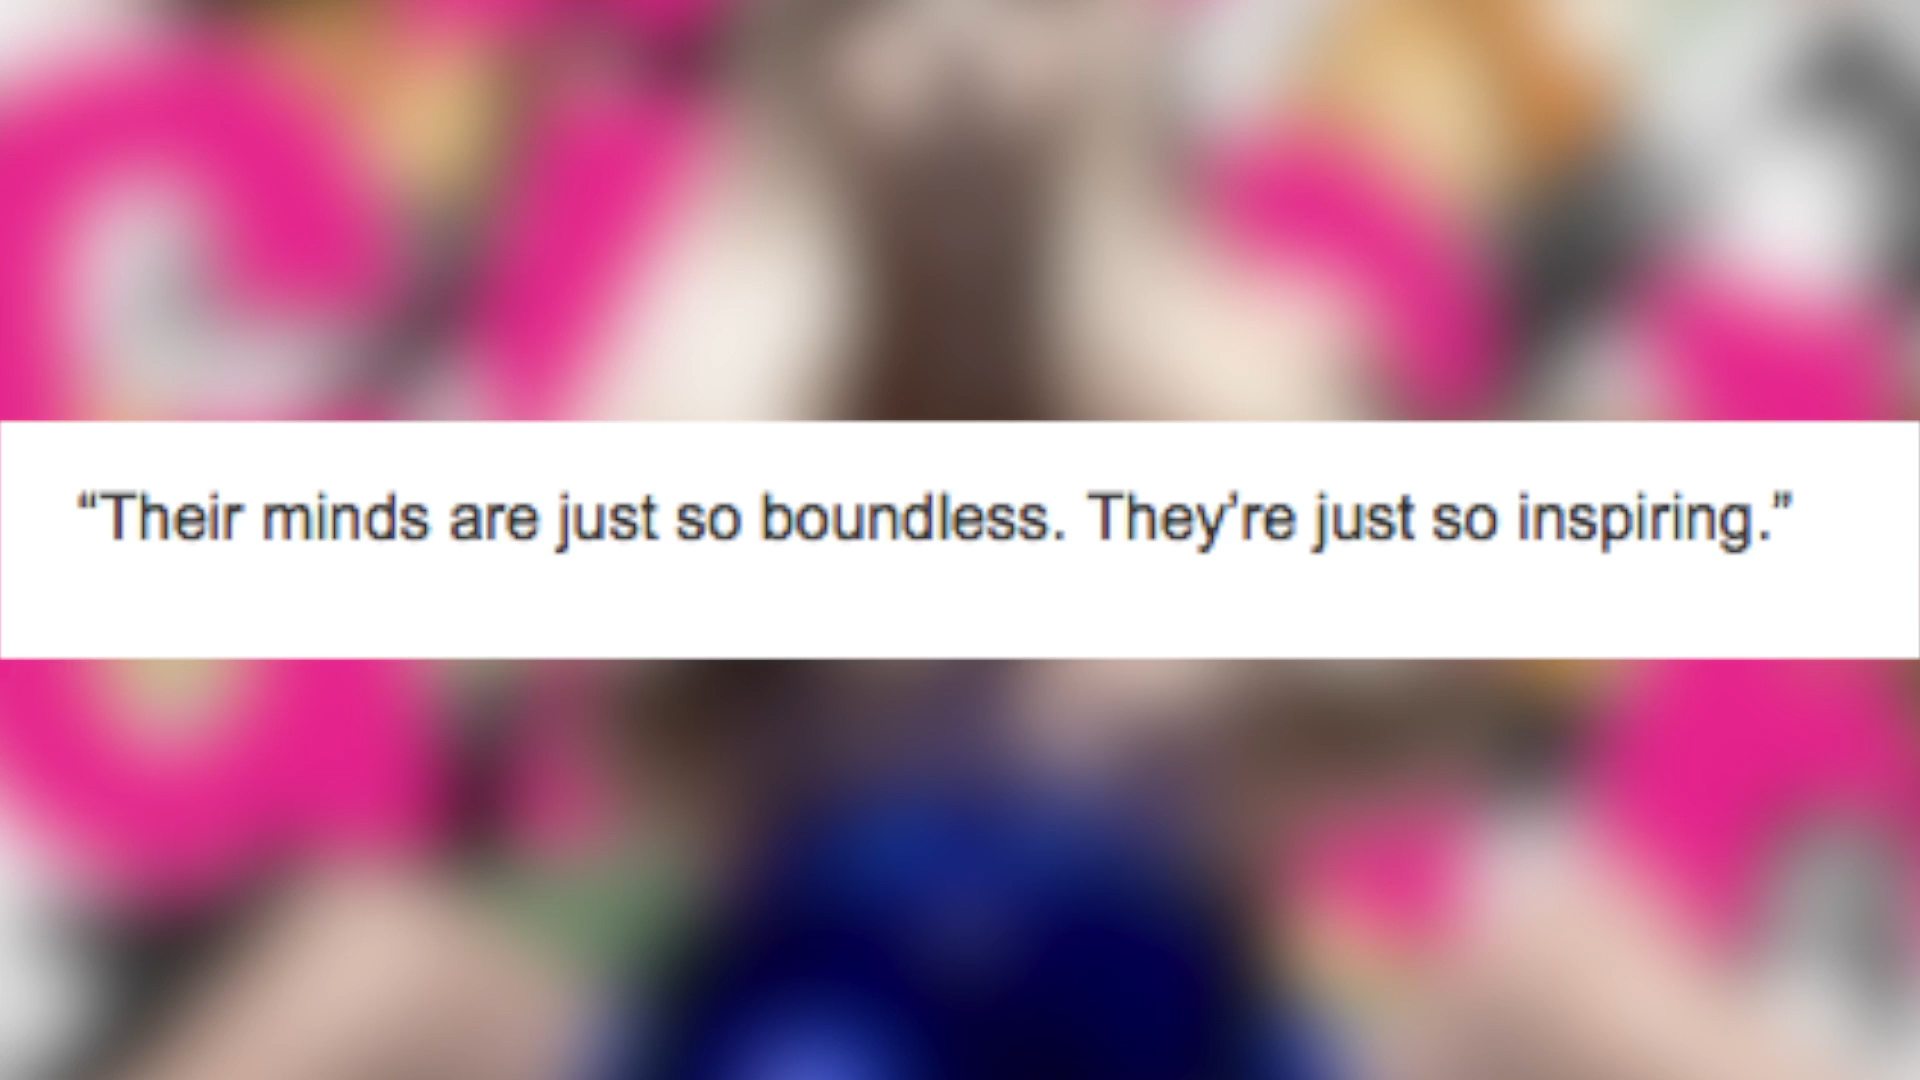 “Their minds are just so boundless. They’re just so inspiring.”